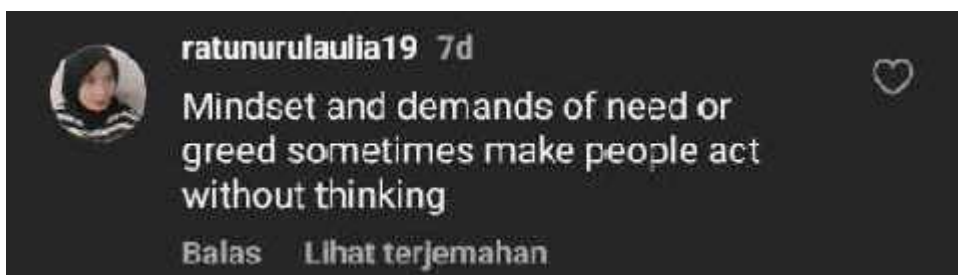 ratunurulaulia19 7d
Mindset and demands of need or
greed sometimes make people act
without thinking
Balas Lihat terjemahan